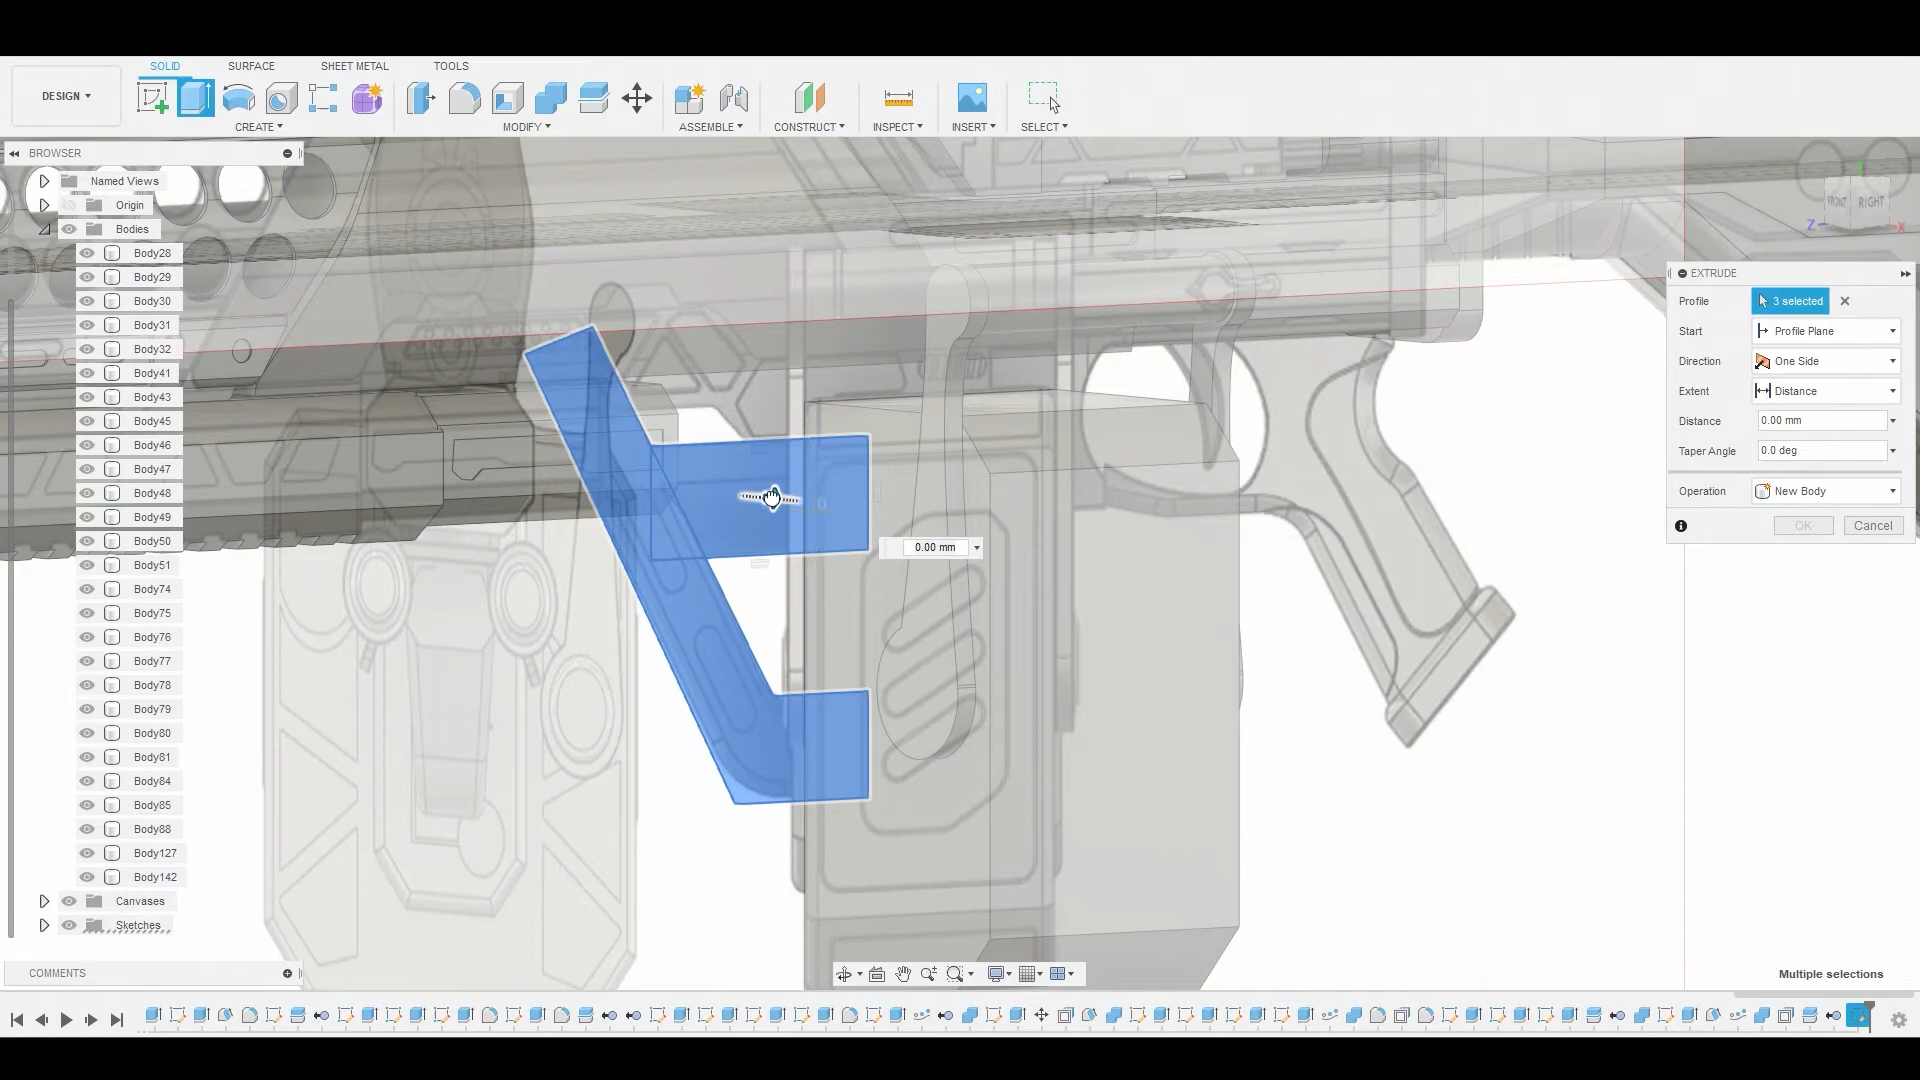 SOLID
SURFACE
SHEET METAL
TOOLS
DESIGN
CREATE
MODIFY
ASSEMBLE
CONSTRUCT
INSPECT
INSERT
SELECT
BROWSER
Named Views
Origin
Bodies
Body28
Body29
Body30
Body31
Body32
Body41
Body43
Body45
Body46
Body47
Body48
Body49
Body50
Body51
Body74
Body75
Body76
Body77
Body78
Body79
Body80
Body81
Body84
Body85
Body88
Body127
Body142
Canvases
Sketches
COMMENTS
Y
FRONT
RIGHT
Z
X
EXTRUDE
Profile
3 selected
Start
Profile Plane
Direction
One Side
Extent
Distance
Distance
0.00 mm
Taper Angle
0.0 deg
Operation
New Body
OK
Cancel
0.00 mm
Multiple selections